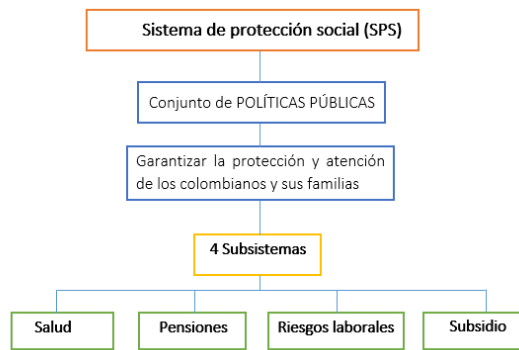 Sistema de protección social (SPS)
Conjunto de POLÍTICAS PÚBLICAS
Garantizar la protección y atención
de los colombianos y sus familias
4 Subsistemas
Salud
Pensiones
Riesgos laborales
Subsidio